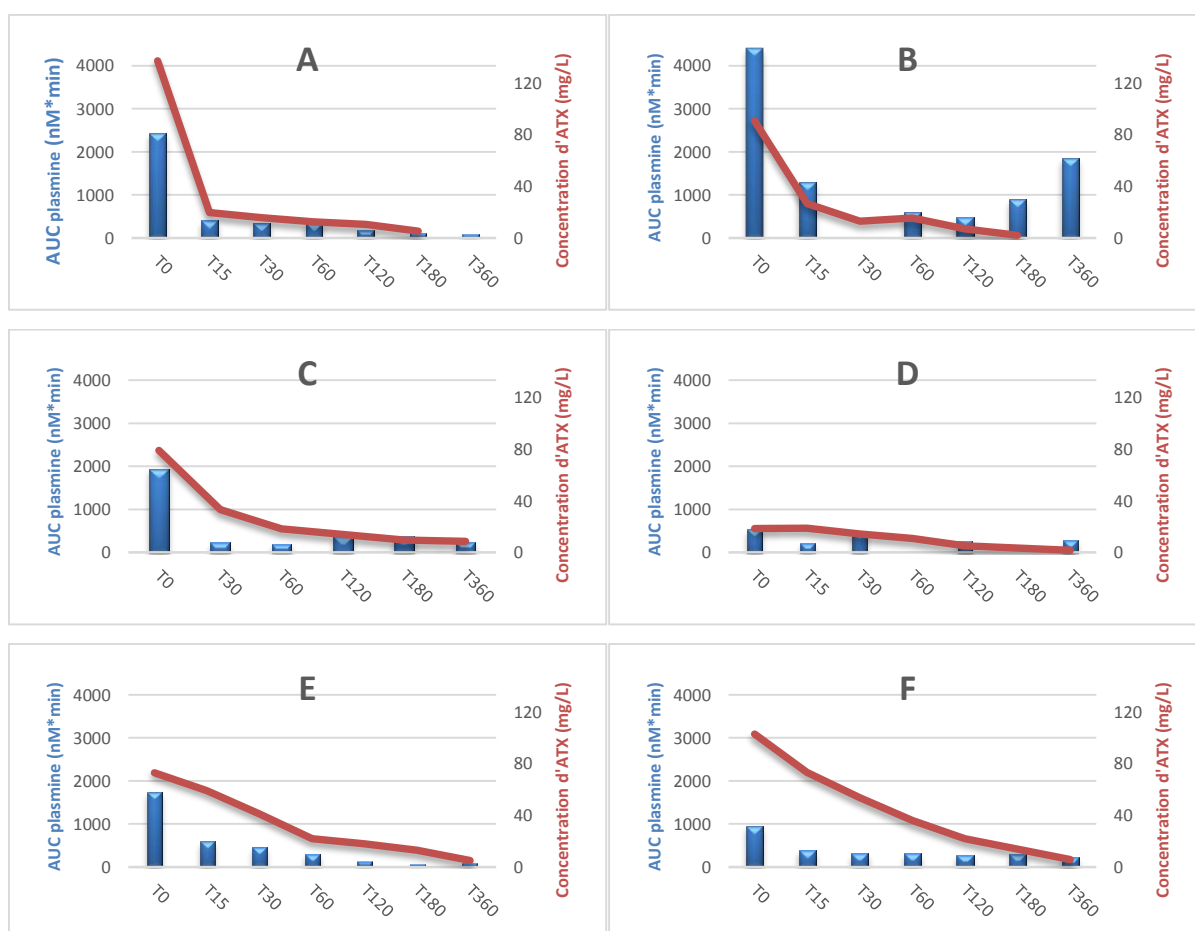 A
AUC plasmine (nM*min)
4000
3000
2000
1000
0
120
80
40
0
Concentration d'ATX (mg/L)
T0 T15 T30 T60 T120 T180 T360
B
AUC plasmine (nM*min)
4000
3000
2000
1000
0
120
80
40
0
Concentration d'ATX (mg/L)
T0 T15 T30 T60 T120 T180 T360
C
AUC plasmine (nM*min)
4000
3000
2000
1000
0
120
80
40
0
Concentration d'ATX (mg/L)
T0 T30 T60 T120 T180 T360
D
AUC plasmine (nM*min)
4000
3000
2000
1000
0
120
80
40
0
Concentration d'ATX (mg/L)
T0 T15 T30 T60 T120 T180 T360
E
AUC plasmine (nM*min)
4000
3000
2000
1000
0
120
80
40
0
Concentration d'ATX (mg/L)
T0 T15 T30 T60 T120 T180 T360
F
AUC plasmine (nM*min)
4000
3000
2000
1000
0
120
80
40
0
Concentration d'ATX (mg/L)
T0 T15 T30 T60 T120 T180 T360